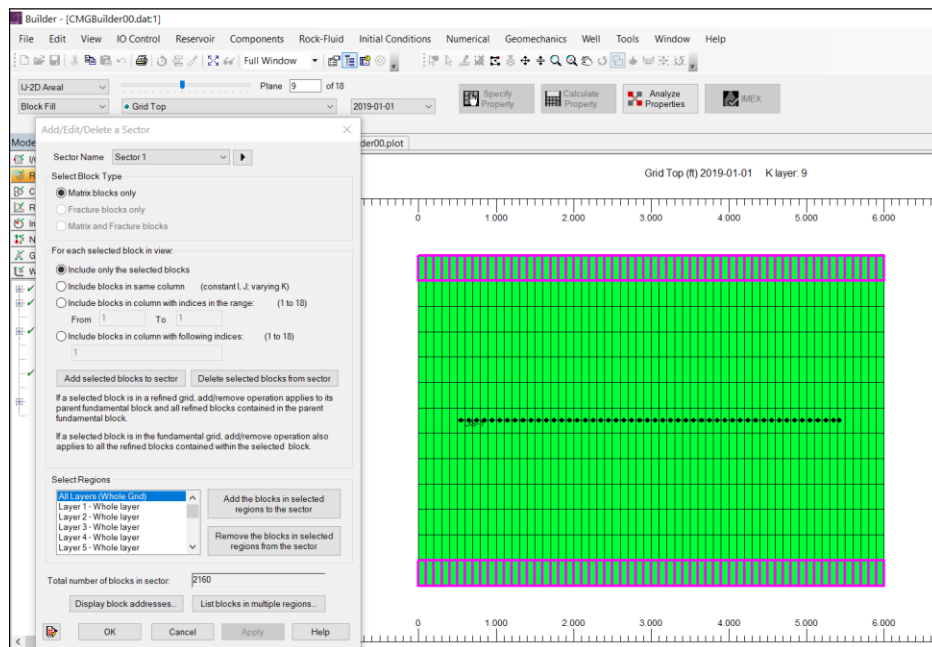 Builder - [CMGBuilder00.dat:1]
File Edit View IO Control Reservoir Components Rock-Fluid Initial Conditions Numerical Geomechanics Well Tools Window Help
Full Window
IJ-2D Areal Plane 9 of 18
Block Fill Grid Top 2019-01-01
Specify Property
Calculate Property
Analyze Properties
IMEX
Add/Edit/Delete a Sector
Mode
der00.plot
Sector Name Sector 1
Select Block Type
Matrix blocks only
Fracture blocks only
Matrix and Fracture blocks
For each selected block in view:
Include only the selected blocks
Include blocks in same column (constant I, J; varying K)
Include blocks in column with indices in the range: (1 to 18)
From 1 To 1
Include blocks in column with following indices: (1 to 18)
1
Add selected blocks to sector Delete selected blocks from sector
If a selected block is in a refined grid, add/remove operation applies to its
parent fundamental block and all refined blocks contained in the parent
fundamental block.
If a selected block is in the fundamental grid, add/remove operation also
applies to all the refined blocks contained within the selected block.
Select Regions
All Layers (Whole Grid)
Layer 1 - Whole layer
Layer 2 - Whole layer
Layer 3 - Whole layer
Layer 4 - Whole layer
Layer 5 - Whole layer
Add the blocks in selected
regions to the sector
Remove the blocks in selected
regions from the sector
Total number of blocks in sector: 2160
Display block addresses... List blocks in multiple regions...
OK Cancel Apply Help
Grid Top (ft) 2019-01-01 K layer: 9
0 1.000 2.000 3.000 4.000 5.000 6.000
0 1.000 2.000 3.000 4.000 5.000 6.000